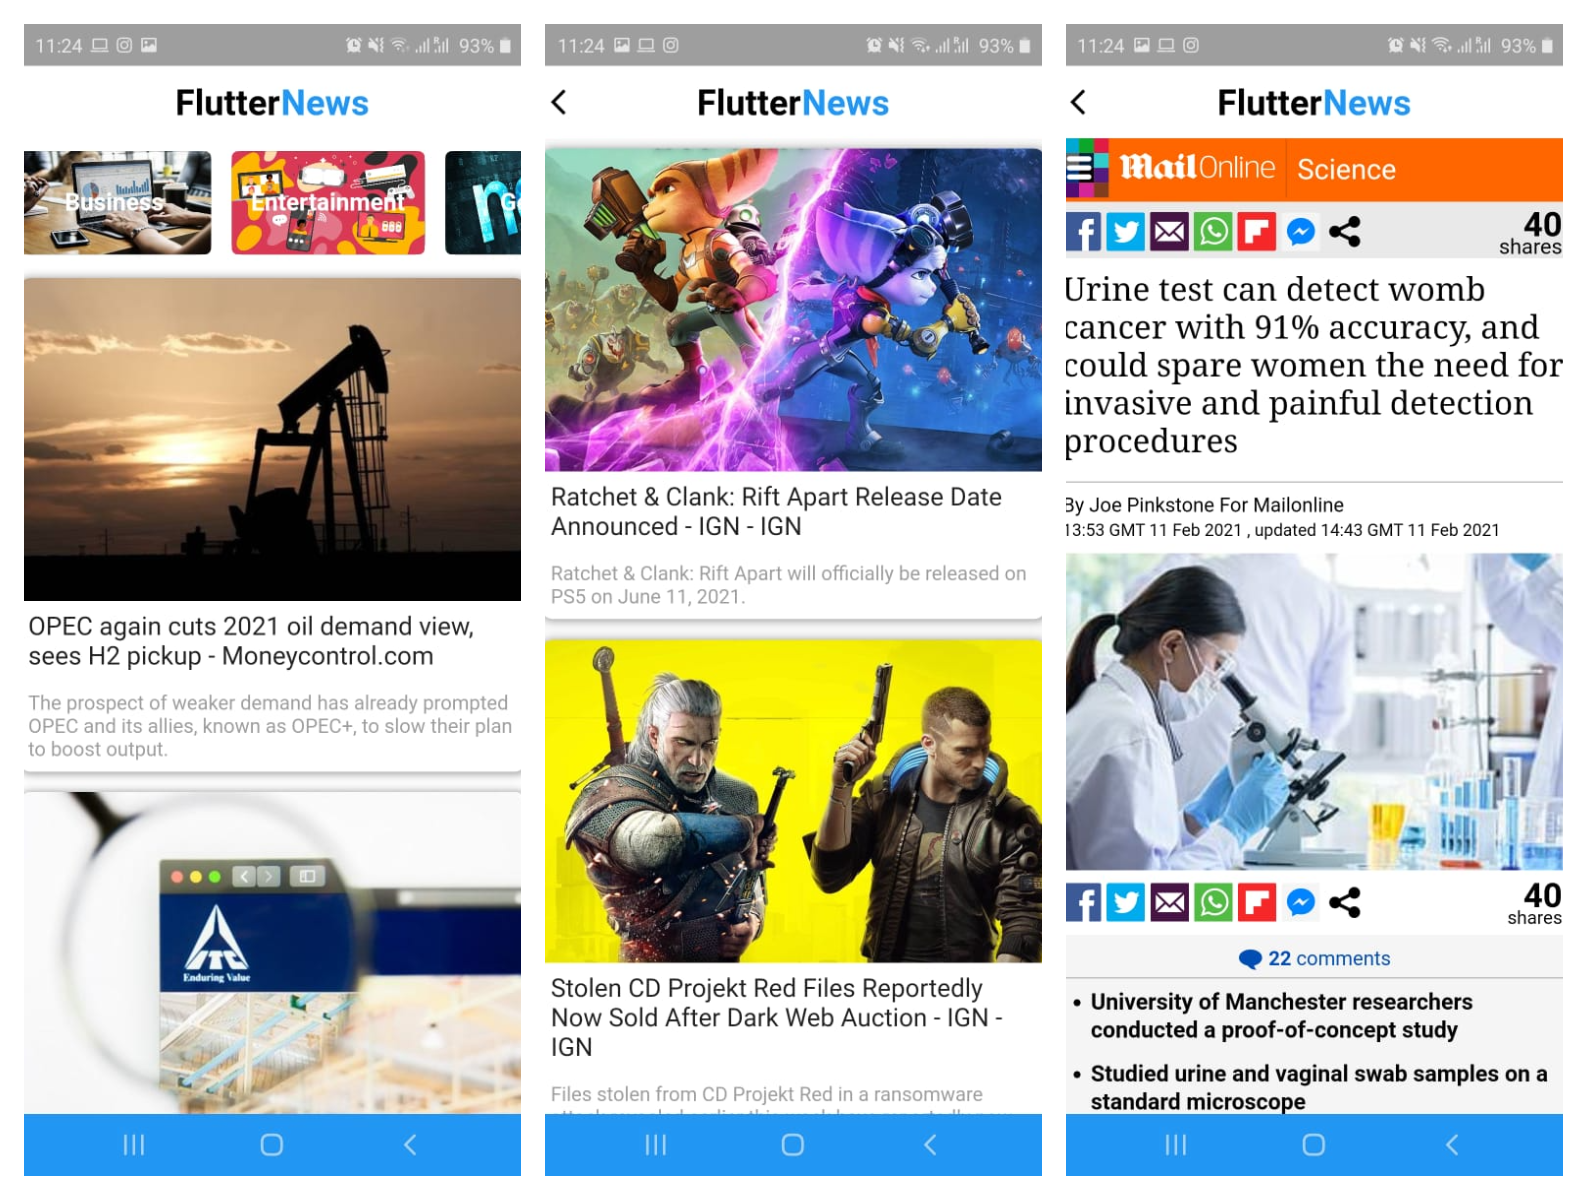 11:24
93%
FlutterNews
Business
Entertainment
OPEC again cuts 2021 oil demand view,
sees H2 pickup - Moneycontrol.com
The prospect of weaker demand has already prompted
OPEC and its allies, known as OPEC+, to slow their plan
to boost output.
ITC
Enduring Value
11:24
93%
FlutterNews
Ratchet & Clank: Rift Apart Release Date
Announced - IGN - IGN
Ratchet & Clank: Rift Apart will officially be released on
PS5 on June 11, 2021.
Stolen CD Projekt Red Files Reportedly
Now Sold After Dark Web Auction - IGN -
IGN
Files stolen from CD Projekt Red in a ransomware
11:24
93%
FlutterNews
MailOnline Science
40
shares
Urine test can detect womb
cancer with 91% accuracy, and
could spare women the need for
invasive and painful detection
procedures
By Joe Pinkstone For Mailonline
13:53 GMT 11 Feb 2021 , updated 14:43 GMT 11 Feb 2021
40
shares
22 comments
• University of Manchester researchers
conducted a proof-of-concept study
• Studied urine and vaginal swab samples on a
standard microscope